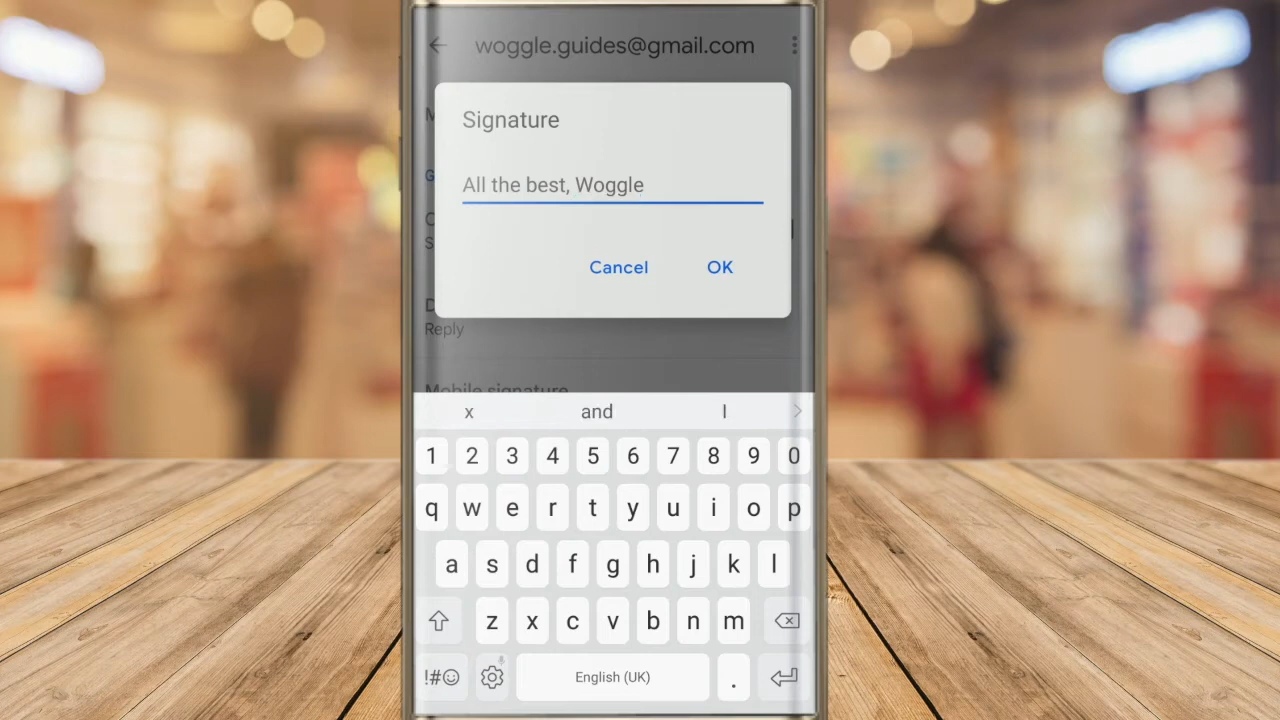 woggle.guides@gmail.com
Signature
All the best, Woggle
Cancel OK
Reply
Mobile signature
x and I
1 2 3 4 5 6 7 8 9 0
q w e r t y u i o p
a s d f g h j k l
z x c v b n m
!#☺ English (UK) .